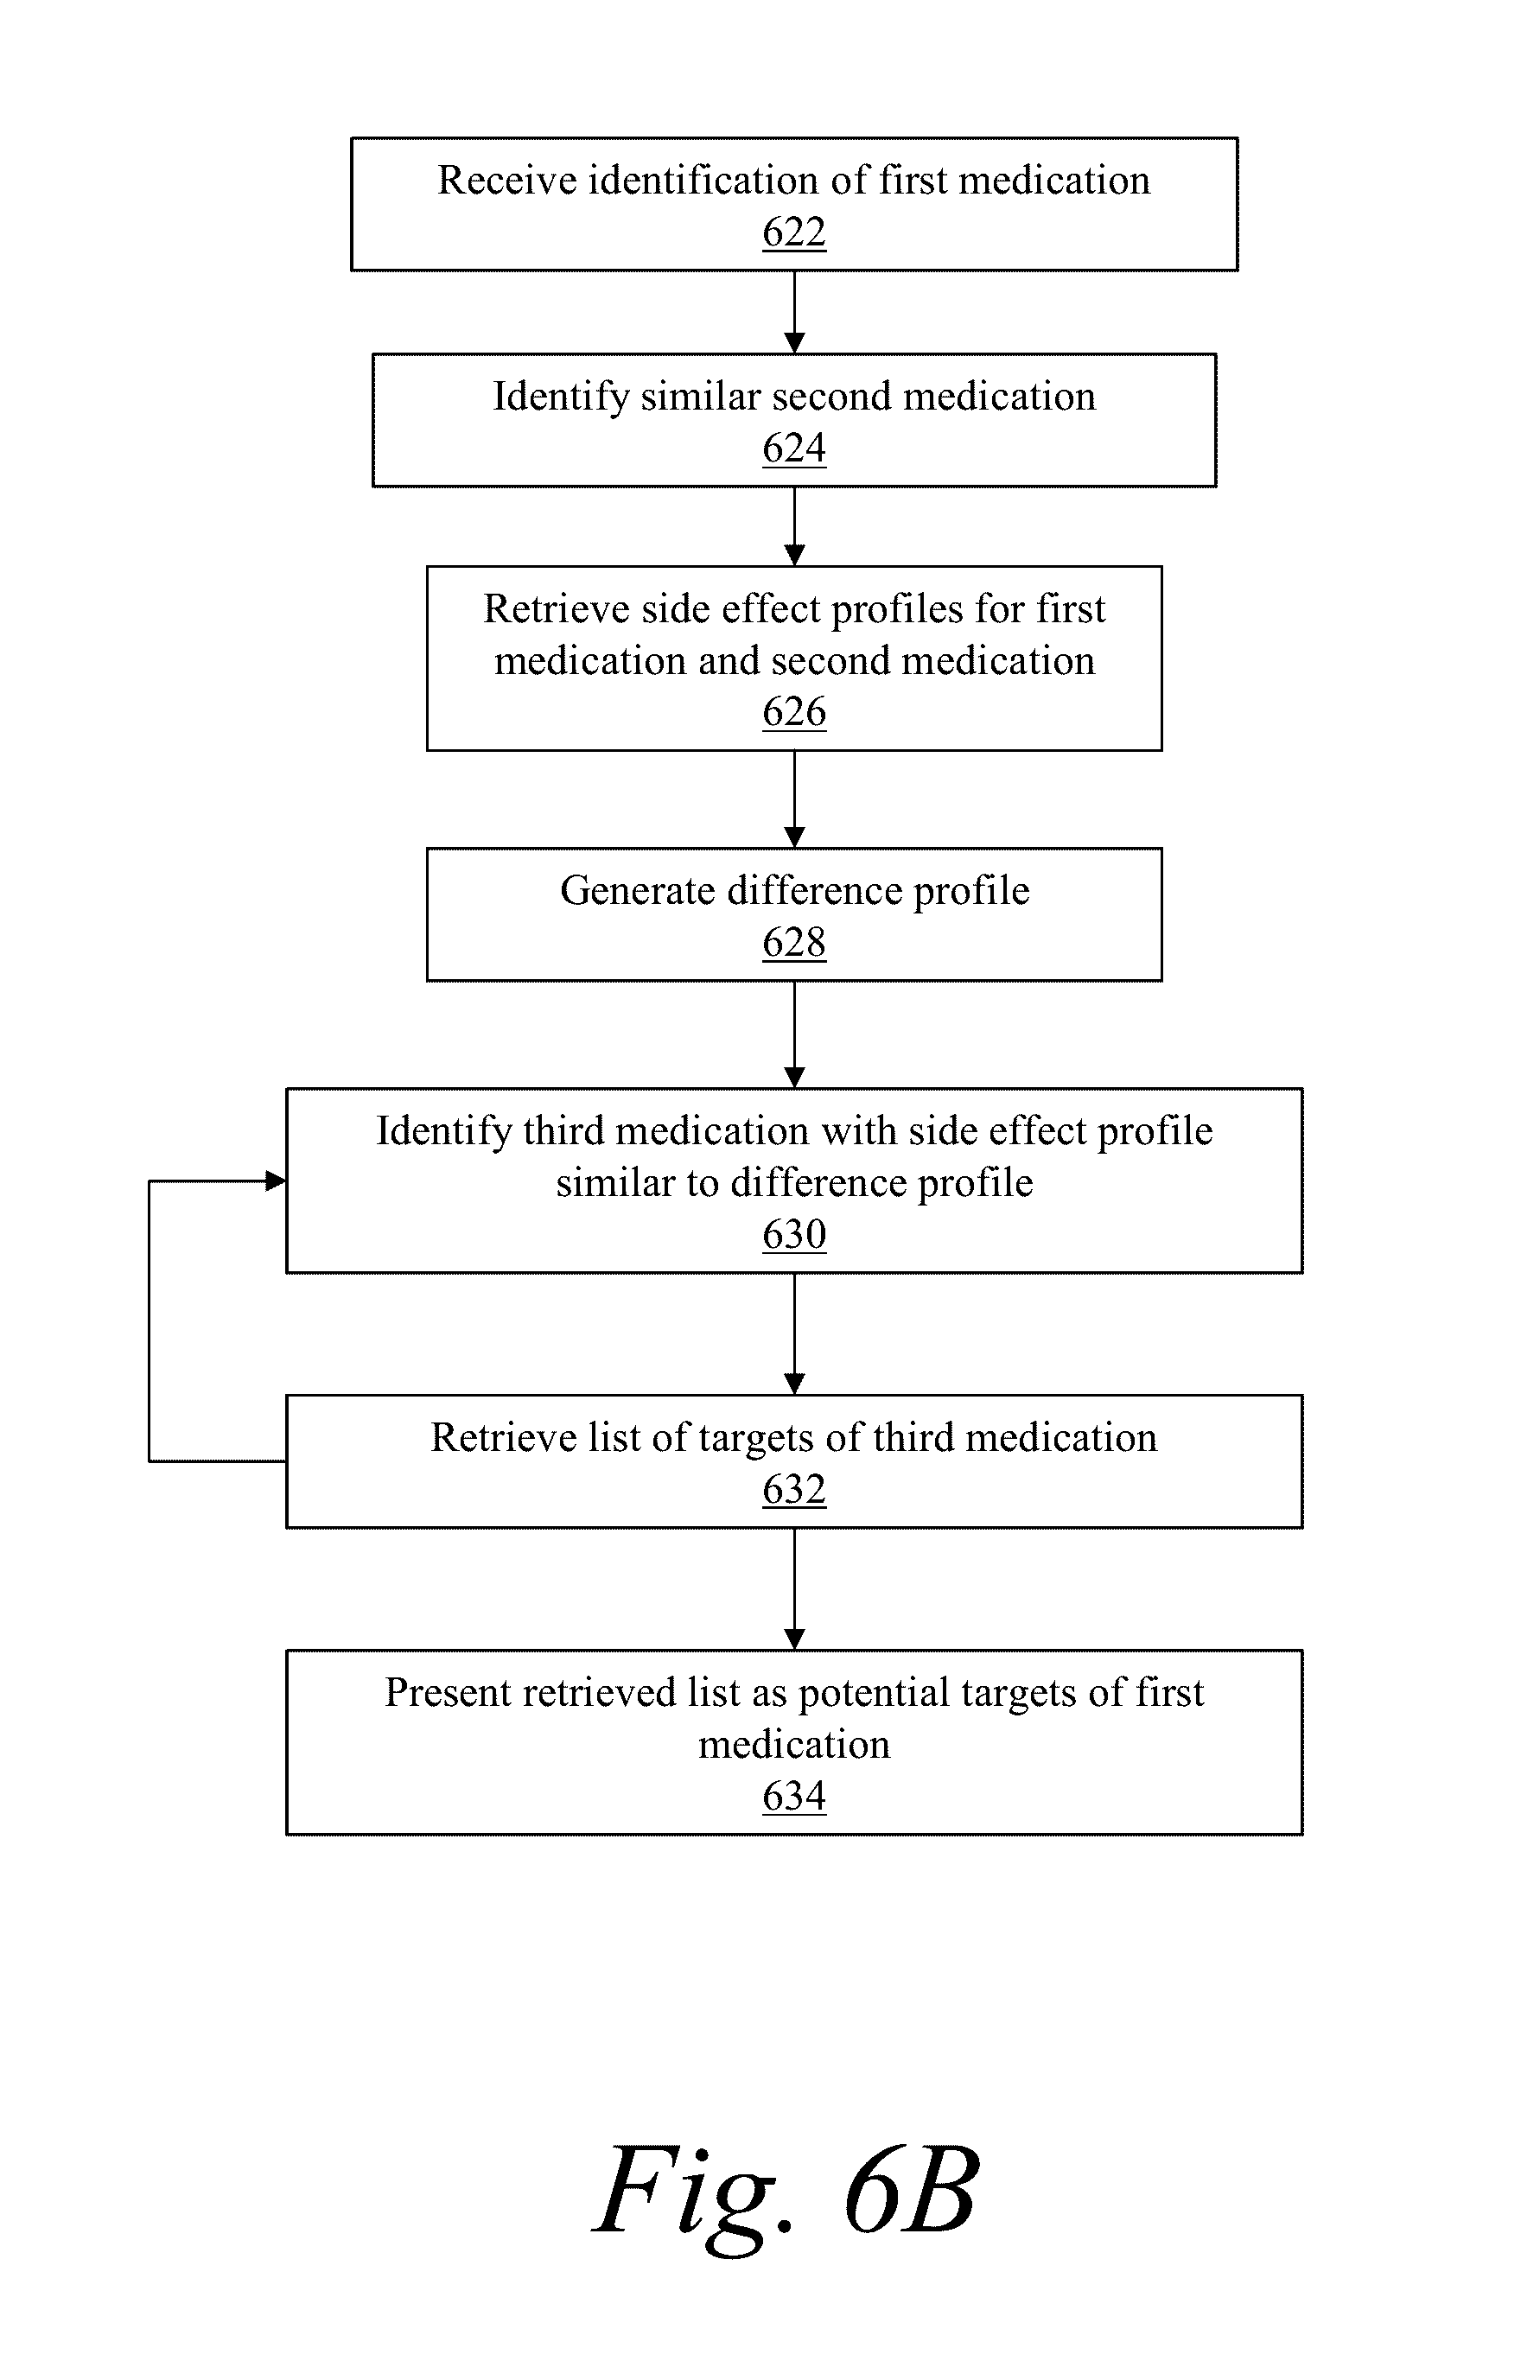 Receive identification of first medication
622
Identify similar second medication
624
Retrieve side effect profiles for first
medication and second medication
626
Generate difference profile
628
Identify third medication with side effect profile
similar to difference profile
630
Retrieve list of targets of third medication
632
Present retrieved list as potential targets of first
medication
634
Fig. 6B